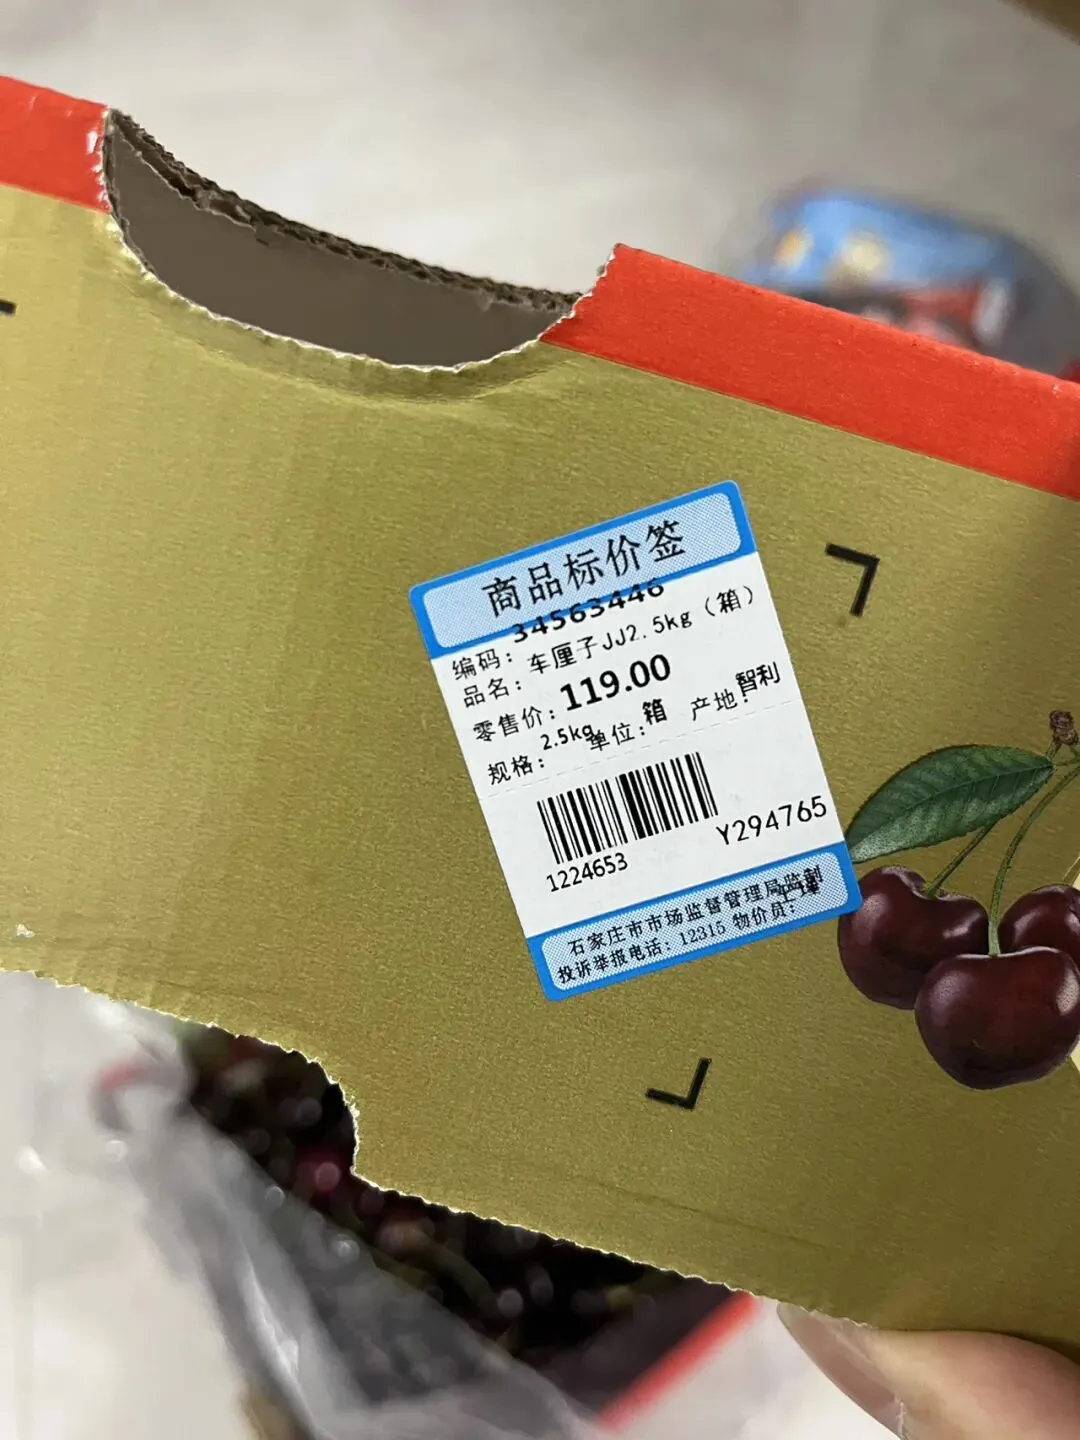 商品标价签
编码：34563446
品名：车厘子JJ2.5kg（箱）
零售价：119.00
规格：2.5kg 单位：箱 产地：智利
1224653
Y294765
石家庄市市场监督管理局监制
投诉举报电话：12315 物价员：